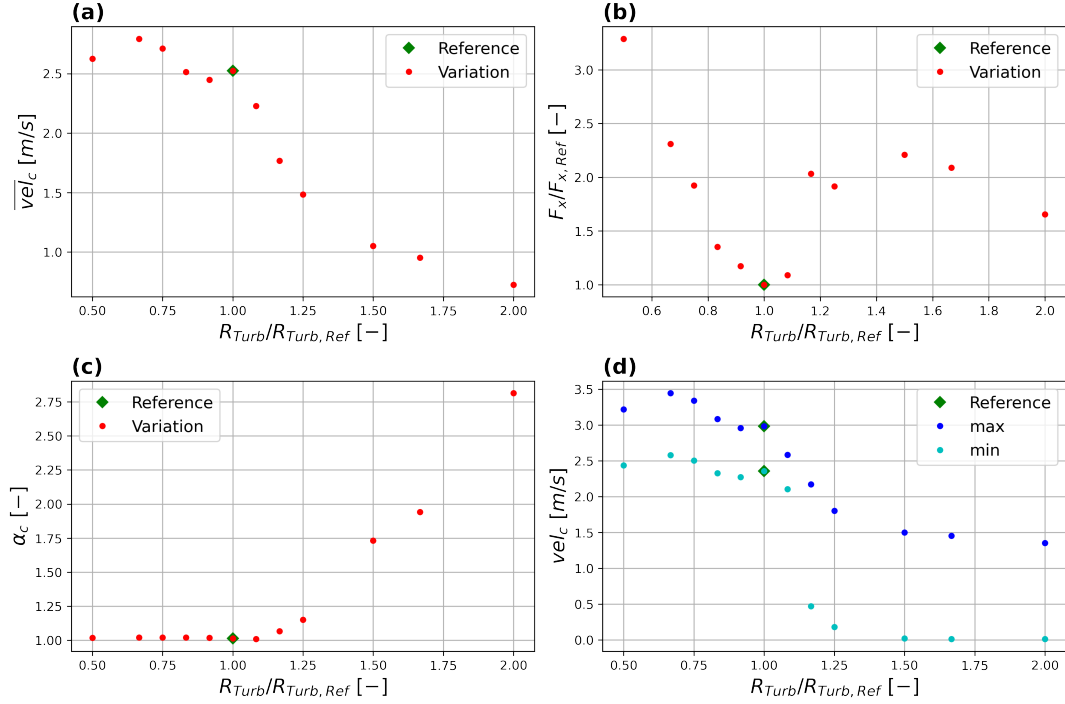 (a)
2.5
2.0
1.5
1.0
0.50 0.75 1.00 1.25 1.50 1.75 2.00
vel_c [m/s]
R_Turb/R_Turb, Ref [−]
Reference
Variation
(b)
3.0
2.5
2.0
1.5
1.0
0.6 0.8 1.0 1.2 1.4 1.6 1.8 2.0
F_x/F_x, Ref [−]
R_Turb/R_Turb, Ref [−]
Reference
Variation
(c)
2.75
2.50
2.25
2.00
1.75
1.50
1.25
1.00
0.50 0.75 1.00 1.25 1.50 1.75 2.00
α_c [−]
R_Turb/R_Turb, Ref [−]
Reference
Variation
(d)
3.5
3.0
2.5
2.0
1.5
1.0
0.5
0.0
0.50 0.75 1.00 1.25 1.50 1.75 2.00
vel_c [m/s]
R_Turb/R_Turb, Ref [−]
Reference
max
min